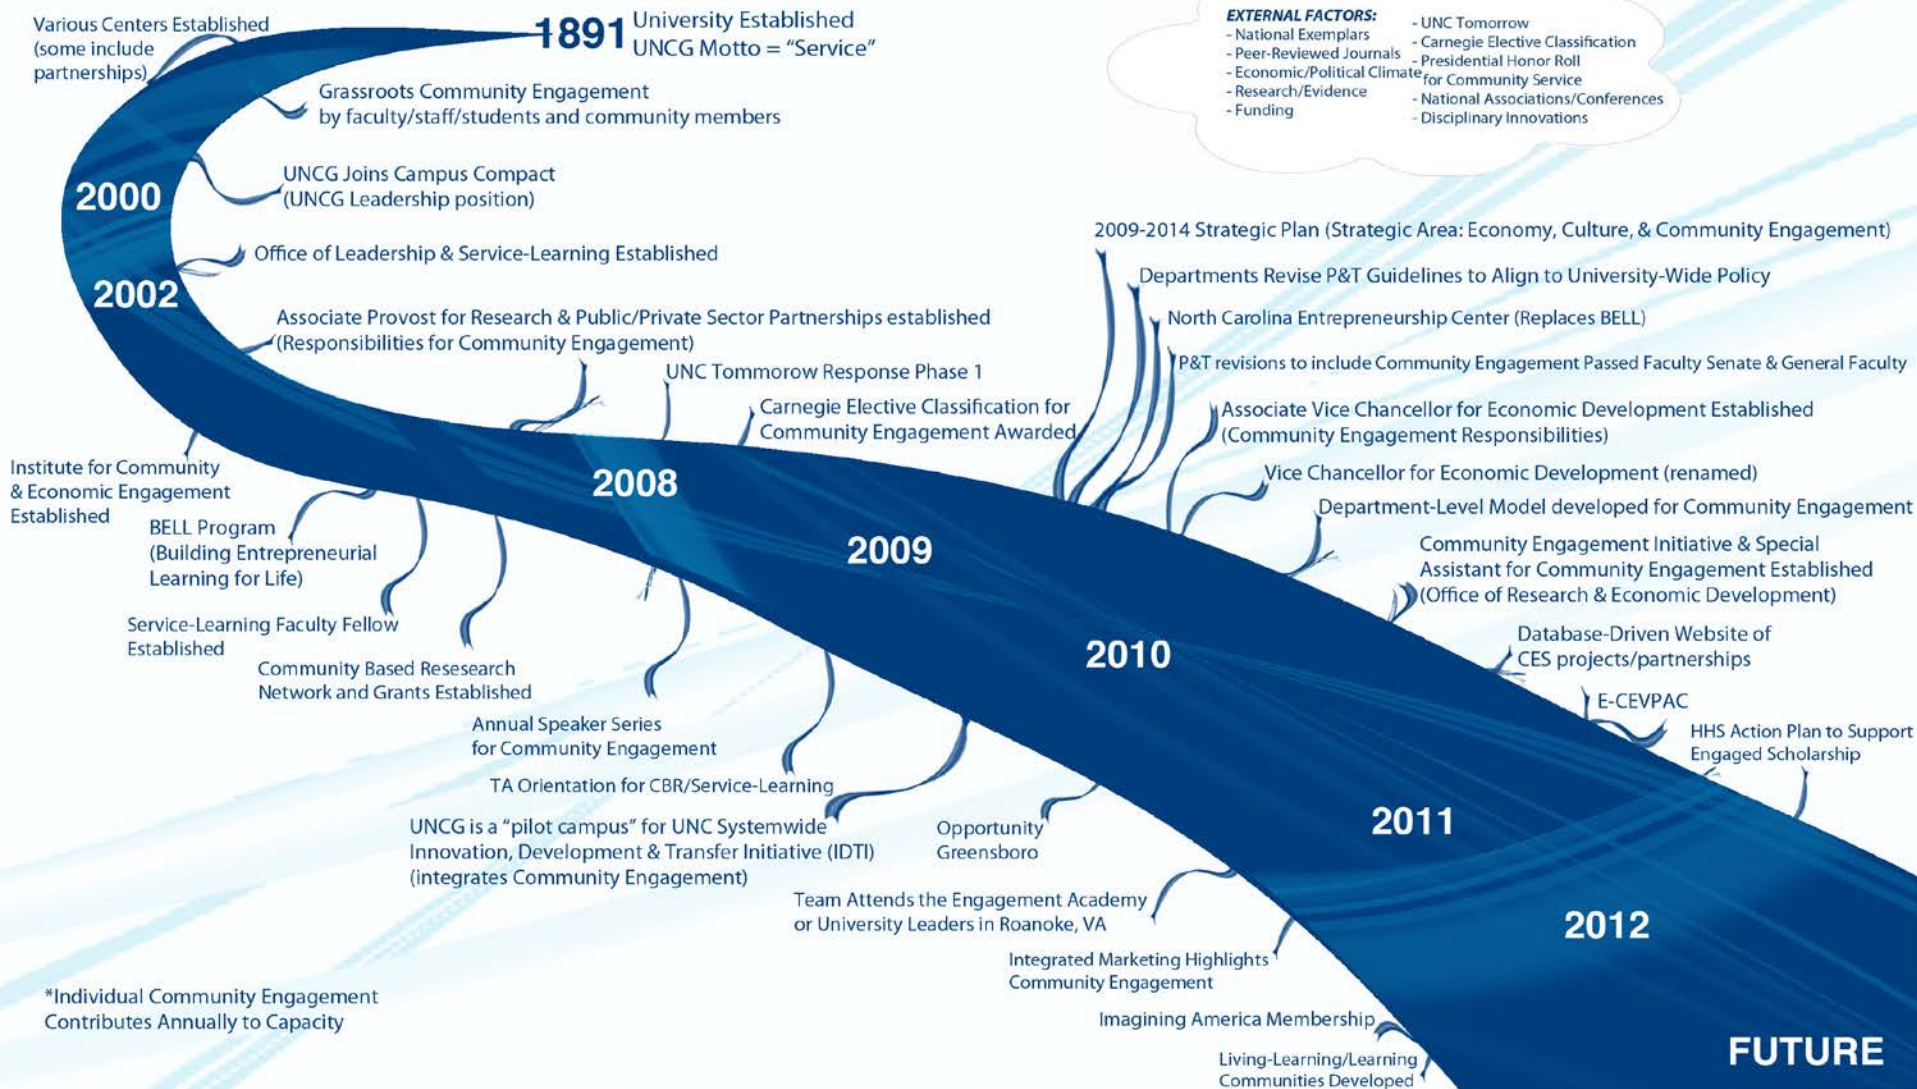 Various Centers Established
(some include
partnerships)
1891
University Established
UNCG Motto = “Service”
EXTERNAL FACTORS:
- National Exemplars
- Peer-Reviewed Journals
- Economic/Political Climate
- Research/Evidence
- Funding
- UNC Tomorrow
- Carnegie Elective Classification
- Presidential Honor Roll
for Community Service
- National Associations/Conferences
- Disciplinary Innovations
Grassroots Community Engagement
by faculty/staff/students and community members
2000
UNCG Joins Campus Compact
(UNCG Leadership position)
Office of Leadership & Service-Learning Established
2002
Associate Provost for Research & Public/Private Sector Partnerships established
(Responsibilities for Community Engagement)
UNC Tommorow Response Phase 1
Carnegie Elective Classification for
Community Engagement Awarded
2009-2014 Strategic Plan (Strategic Area: Economy, Culture, & Community Engagement)
Departments Revise P&T Guidelines to Align to University-Wide Policy
North Carolina Entrepreneurship Center (Replaces BELL)
P&T revisions to include Community Engagement Passed Faculty Senate & General Faculty
Associate Vice Chancellor for Economic Development Established
(Community Engagement Responsibilities)
Vice Chancellor for Economic Development (renamed)
Department-Level Model developed for Community Engagement
Community Engagement Initiative & Special
Assistant for Community Engagement Established
(Office of Research & Economic Development)
Database-Driven Website of
CES projects/partnerships
E-CEVPAC
HHS Action Plan to Support
Engaged Scholarship
Institute for Community
& Economic Engagement
Established
BELL Program
(Building Entrepreneurial
Learning for Life)
Service-Learning Faculty Fellow
Established
Community Based Resesearch
Network and Grants Established
2008
2009
2010
2011
2012
Annual Speaker Series
for Community Engagement
TA Orientation for CBR/Service-Learning
UNCG is a “pilot campus” for UNC Systemwide
Innovation, Development & Transfer Initiative (IDTI)
(integrates Community Engagement)
Opportunity
Greensboro
Team Attends the Engagement Academy
or University Leaders in Roanoke, VA
Integrated Marketing Highlights
Community Engagement
Imagining America Membership
Living-Learning/Learning
Communities Developed
*Individual Community Engagement
Contributes Annually to Capacity
FUTURE